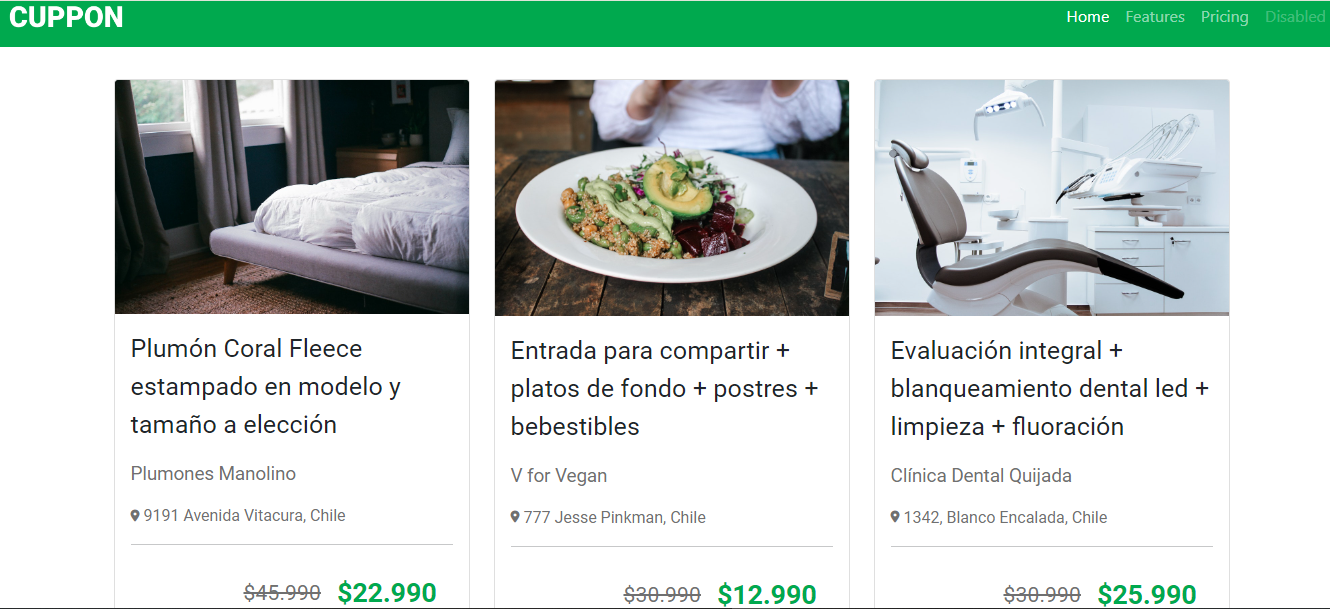 CUPPON
Home Features Pricing Disabled
Plumón Coral Fleece
estampado en modelo y
tamaño a elección
Plumones Manolino
9191 Avenida Vitacura, Chile
$45.990 $22.990
Entrada para compartir +
platos de fondo + postres +
bebestibles
V for Vegan
777 Jesse Pinkman, Chile
$30.990 $12.990
Evaluación integral +
blanqueamiento dental led +
limpieza + fluoración
Clínica Dental Quijada
1342, Blanco Encalada, Chile
$30.990 $25.990